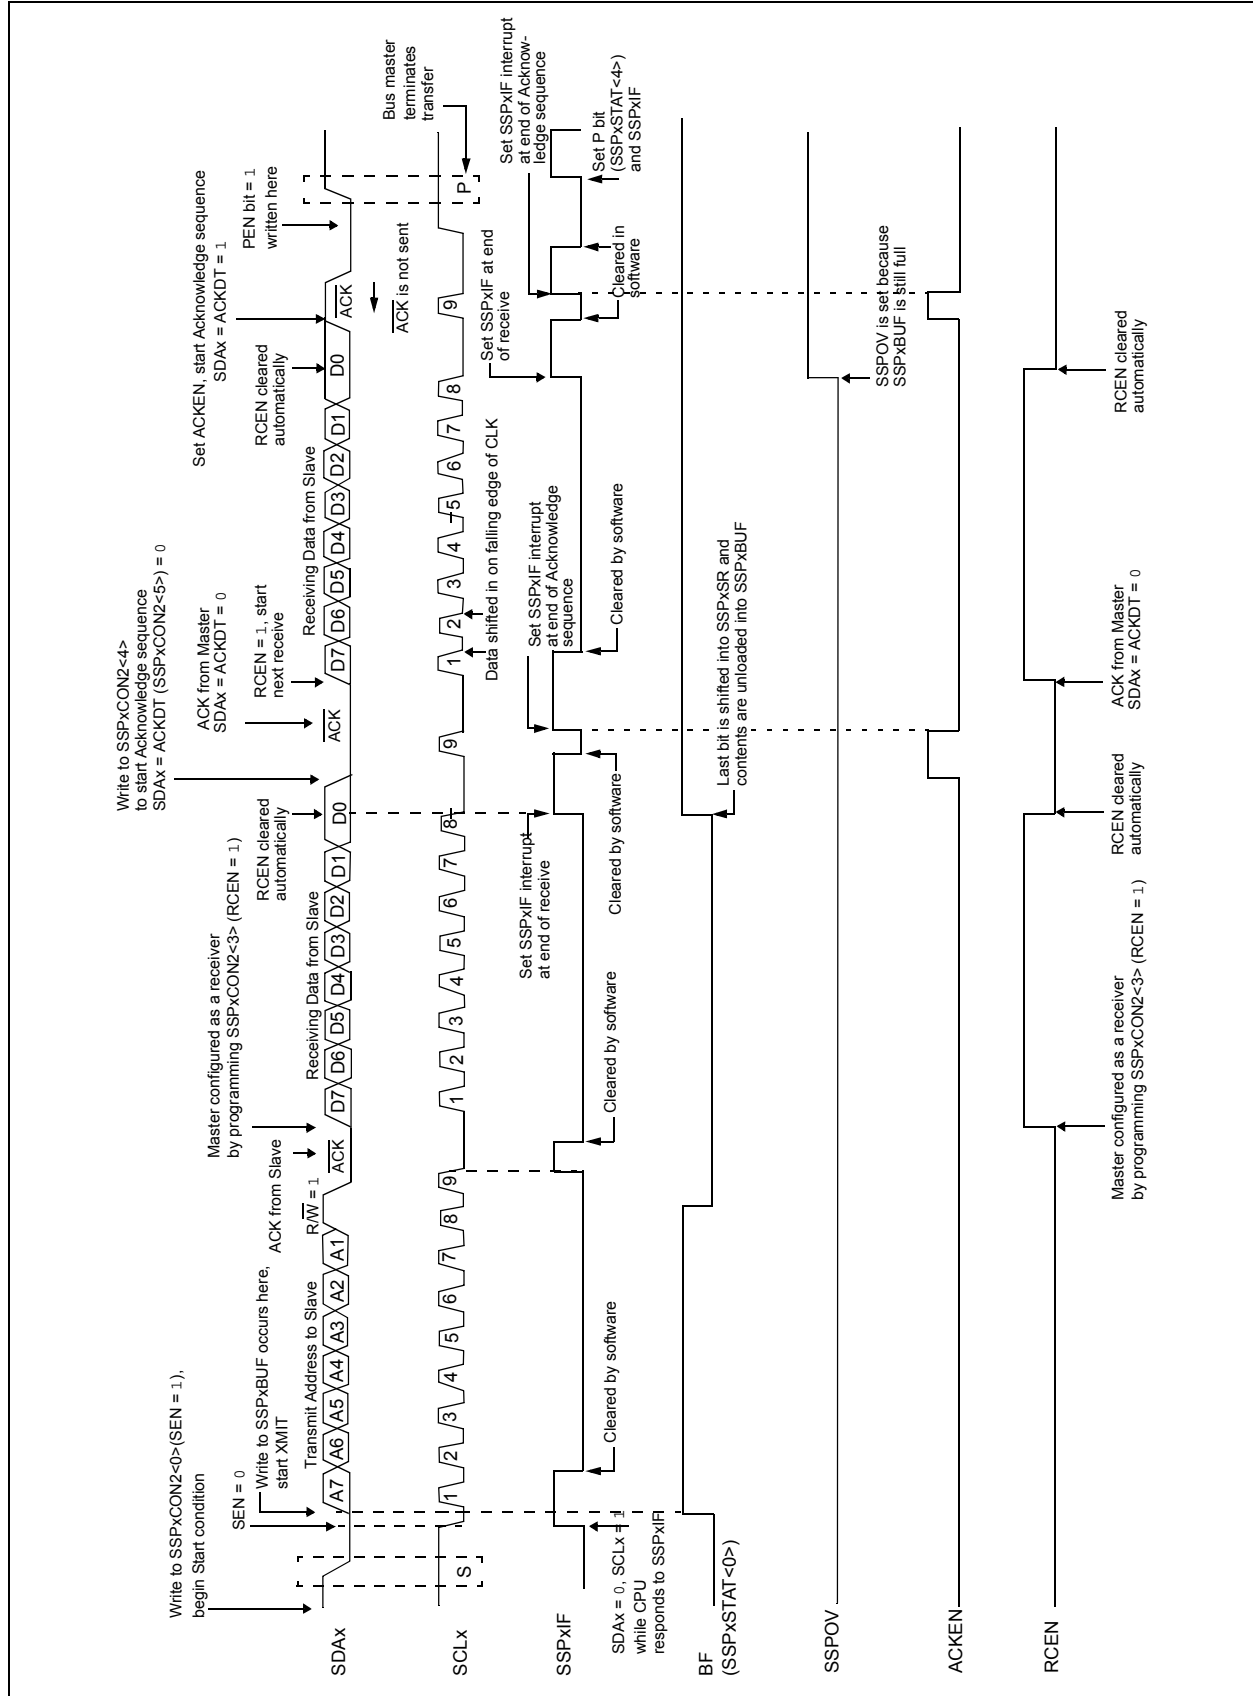 Write to SSPxCON2<0>(SEN = 1),
begin Start condition
SEN = 0
Write to SSPxBUF occurs here,
start XMIT
Transmit Address to Slave
ACK from Slave
R/W = 1
Master configured as a receiver
by programming SSPxCON2<3> (RCEN = 1)
Receiving Data from Slave
RCEN cleared
automatically
Write to SSPxCON2<4>
to start Acknowledge sequence
SDAx = ACKDT (SSPxCON2<5>) = 0
ACK from Master
SDAx = ACKDT = 0
RCEN = 1, start
next receive
Receiving Data from Slave
RCEN cleared
automatically
Set ACKEN, start Acknowledge sequence
SDAx = ACKDT = 1
PEN bit = 1
written here
SDAx
A7 A6 A5 A4 A3 A2 A1 ACK D7 D6 D5 D4 D3 D2 D1 D0 ACK D7 D6 D5 D4 D3 D2 D1 D0 ACK
ACK is not sent
Bus master
terminates
transfer
SCLx
S 1 2 3 4 5 6 7 8 9 1 2 3 4 5 6 7 8 9 1 2 3 4 5 6 7 8 9 P
Data shifted in on falling edge of CLK
Set SSPxIF interrupt
at end of receive
Set SSPxIF interrupt
at end of Acknowledge
sequence
Set SSPxIF at end
of receive
Set SSPxIF interrupt
at end of Acknow-
ledge sequence
SSPxIF
SDAx = 0, SCLx = 1
while CPU
responds to SSPxIF
Cleared by software
Cleared by software
Cleared by software
Cleared by software
Cleared in
software
Set P bit
(SSPxSTAT<4>)
and SSPxIF
BF
(SSPxSTAT<0>)
Last bit is shifted into SSPxSR and
contents are unloaded into SSPxBUF
SSPOV
SSPOV is set because
SSPxBUF is still full
ACKEN
RCEN
Master configured as a receiver
by programming SSPxCON2<3> (RCEN = 1)
RCEN cleared
automatically
ACK from Master
SDAx = ACKDT = 0
RCEN cleared
automatically